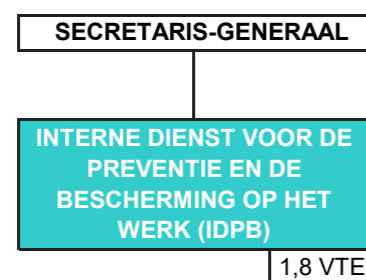 SECRETARIS-GENERAAL
INTERNE DIENST VOOR DE
PREVENTIE EN DE
BESCHERMING OP HET
WERK (IDPB)
1,8 VTE